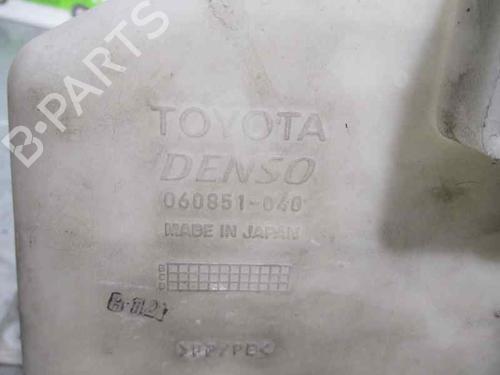 B-PARTS
TOYOTA
DENSO
060851-040
MADE IN JAPAN
>PP/PE<